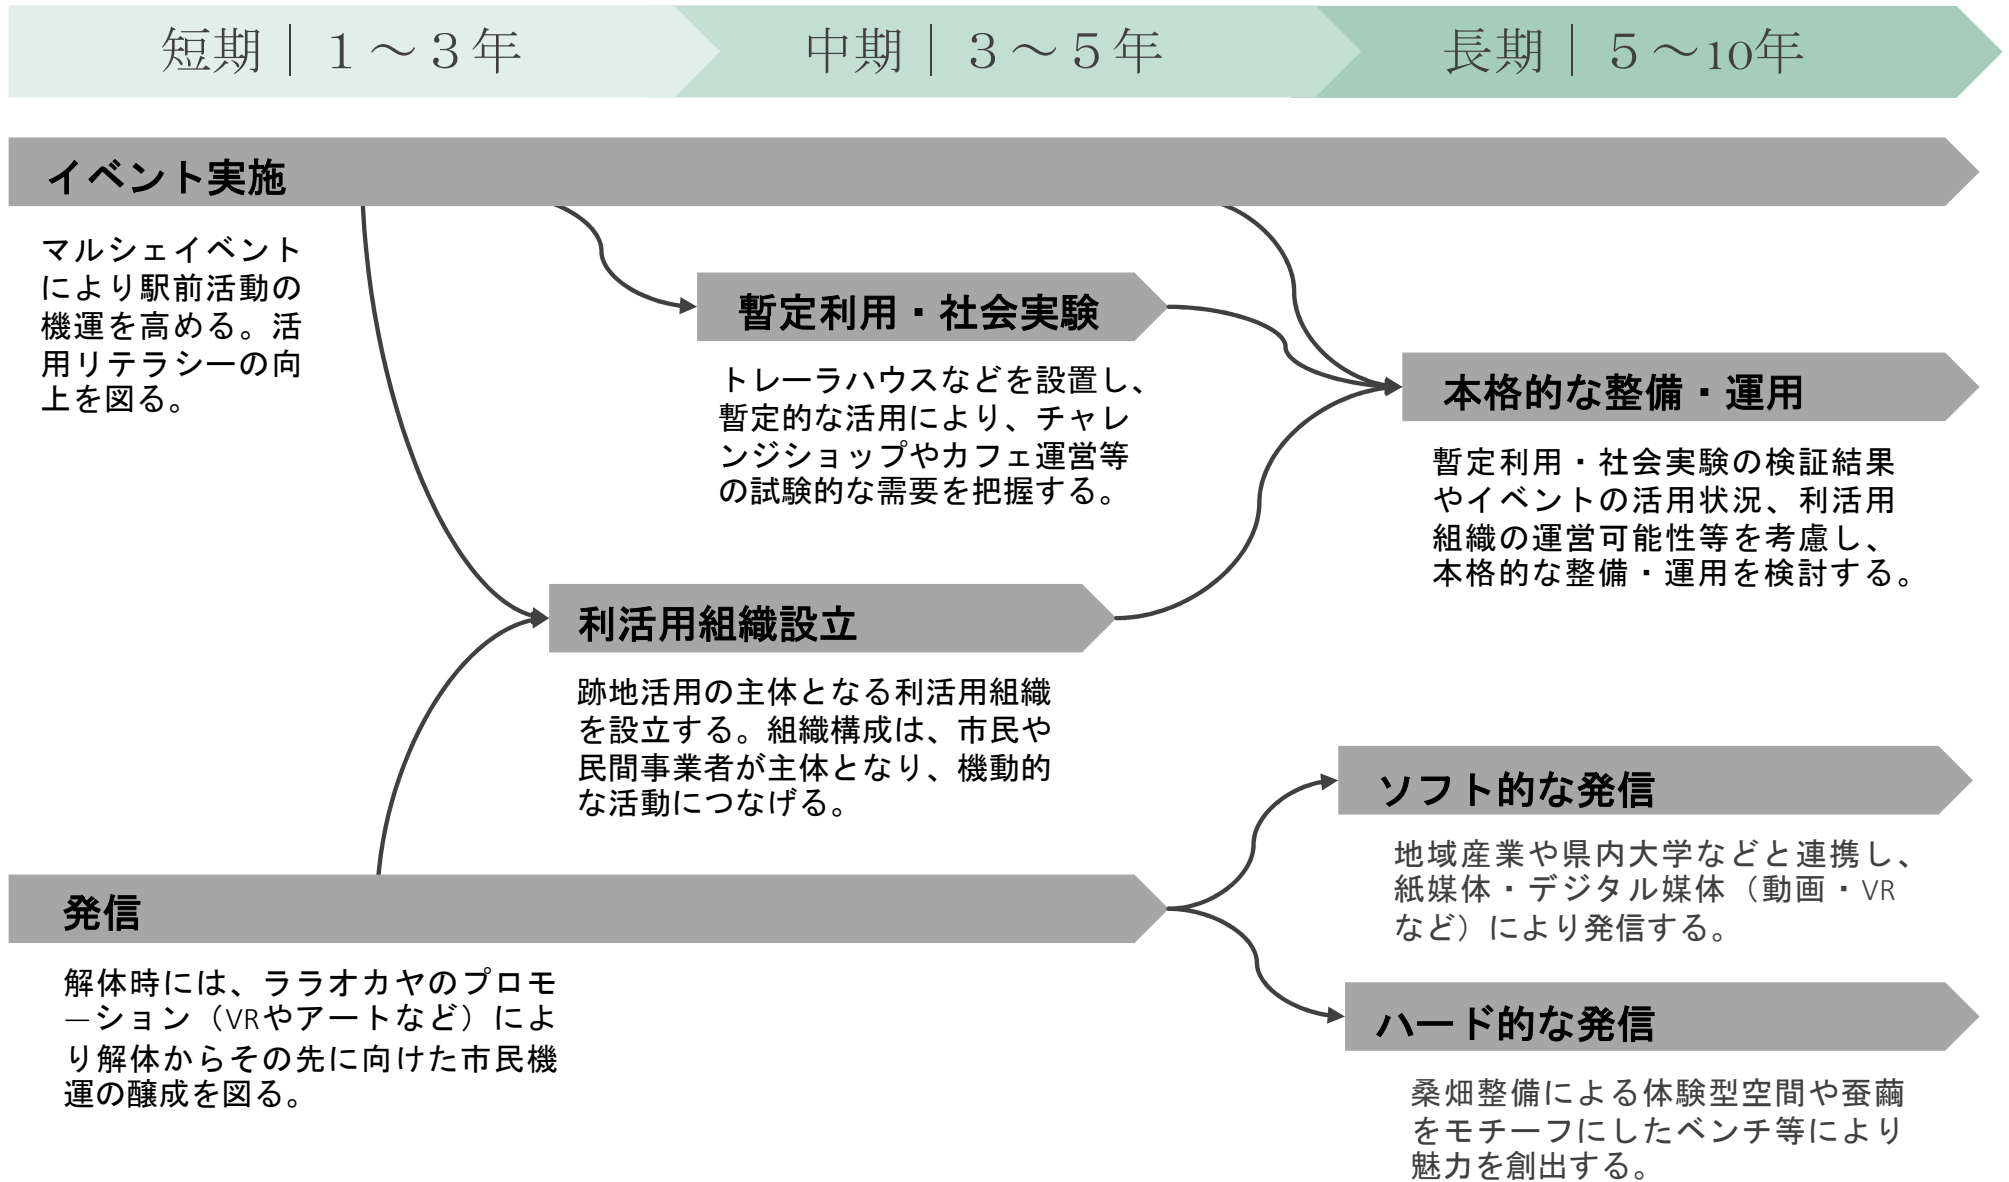 短期｜１～３年
中期｜３～５年
長期｜５～10年
イベント実施
マルシェイベント
により駅前活動の
機運を高める。活
用リテラシーの向
上を図る。
暫定利用・社会実験
トレーラハウスなどを設置し、
暫定的な活用により、チャレ
ンジショップやカフェ運営等
の試験的な需要を把握する。
本格的な整備・運用
暫定利用・社会実験の検証結果
やイベントの活用状況、利活用
組織の運営可能性等を考慮し、
本格的な整備・運用を検討する。
利活用組織設立
跡地活用の主体となる利活用組織
を設立する。組織構成は、市民や
民間事業者が主体となり、機動的
な活動につなげる。
発信
解体時には、ララオカヤのプロモ
―ション（VRやアートなど）によ
り解体からその先に向けた市民機
運の醸成を図る。
ソフト的な発信
地域産業や県内大学などと連携し、
紙媒体・デジタル媒体（動画・VR
など）により発信する。
ハード的な発信
桑畑整備による体験型空間や蚕繭
をモチーフにしたベンチ等により
魅力を創出する。